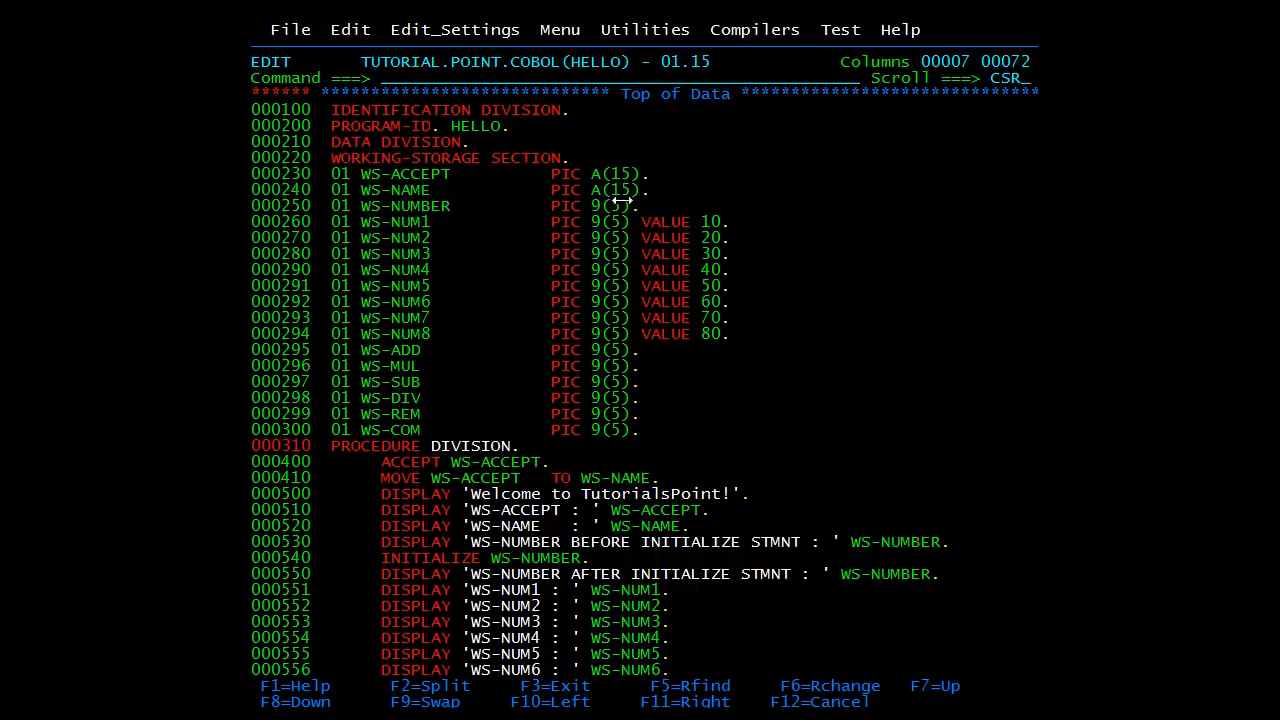 File  Edit  Edit_Settings  Menu  Utilities  Compilers  Test  Help
EDIT       TUTORIAL.POINT.COBOL(HELLO) - 01.15             Columns 00007 00072
Command ===>                                                  Scroll ===> CSR_
****** **************************** Top of Data ******************************
000100  IDENTIFICATION DIVISION.
000200  PROGRAM-ID. HELLO.
000210  DATA DIVISION.
000220  WORKING-STORAGE SECTION.
000230  01 WS-ACCEPT          PIC A(15).
000240  01 WS-NAME            PIC A(15).
000250  01 WS-NUMBER          PIC 9(5).
000260  01 WS-NUM1            PIC 9(5) VALUE 10.
000270  01 WS-NUM2            PIC 9(5) VALUE 20.
000280  01 WS-NUM3            PIC 9(5) VALUE 30.
000290  01 WS-NUM4            PIC 9(5) VALUE 40.
000291  01 WS-NUM5            PIC 9(5) VALUE 50.
000292  01 WS-NUM6            PIC 9(5) VALUE 60.
000293  01 WS-NUM7            PIC 9(5) VALUE 70.
000294  01 WS-NUM8            PIC 9(5) VALUE 80.
000295  01 WS-ADD             PIC 9(5).
000296  01 WS-MUL             PIC 9(5).
000297  01 WS-SUB             PIC 9(5).
000298  01 WS-DIV             PIC 9(5).
000299  01 WS-REM             PIC 9(5).
000300  01 WS-COM             PIC 9(5).
000310  PROCEDURE DIVISION.
000400       ACCEPT WS-ACCEPT.
000410       MOVE WS-ACCEPT   TO WS-NAME.
000500       DISPLAY 'Welcome to TutorialsPoint!'.
000510       DISPLAY 'WS-ACCEPT : ' WS-ACCEPT.
000520       DISPLAY 'WS-NAME   : ' WS-NAME.
000530       DISPLAY 'WS-NUMBER BEFORE INITIALIZE STMNT : ' WS-NUMBER.
000540       INITIALIZE WS-NUMBER.
000550       DISPLAY 'WS-NUMBER AFTER INITIALIZE STMNT : ' WS-NUMBER.
000551       DISPLAY 'WS-NUM1 : ' WS-NUM1.
000552       DISPLAY 'WS-NUM2 : ' WS-NUM2.
000553       DISPLAY 'WS-NUM3 : ' WS-NUM3.
000554       DISPLAY 'WS-NUM4 : ' WS-NUM4.
000555       DISPLAY 'WS-NUM5 : ' WS-NUM5.
000556       DISPLAY 'WS-NUM6 : ' WS-NUM6.
F1=Help      F2=Split     F3=Exit      F5=Rfind     F6=Rchange   F7=Up
F8=Down      F9=Swap     F10=Left     F11=Right    F12=Cancel